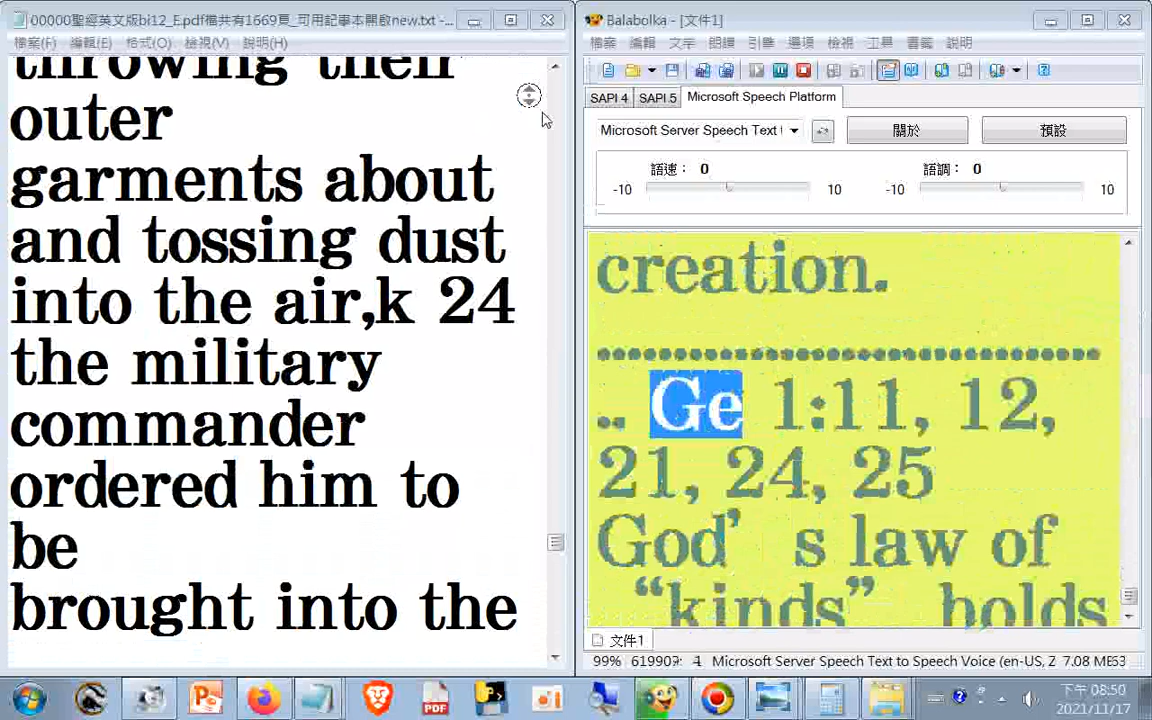 00000聖經英文版bi12_E.pdf檔共有1669頁_可用記事本開啟new.txt -...
檔案(F) 編輯(E) 格式(O) 檢視(V) 說明(H)
throwing their
outer
garments about
and tossing dust
into the air,k 24
the military
commander
ordered him to
be
brought into the
Balabolka - [文件1]
檔案 編輯 文字 朗讀 引擎 選項 檢視 工具 書籤 說明
SAPI 4 SAPI 5 Microsoft Speech Platform
Microsoft Server Speech Text 關於 預設
語速： 0 語調： 0
-10 10 -10 10
creation.
.. Ge 1:11, 12,
21, 24, 25
God’s law of
“kinds” holds
文件1
99% Microsoft Server Speech Text to Speech Voice (en-US, Z 7.08 ME
下午 08:50
2021/11/17